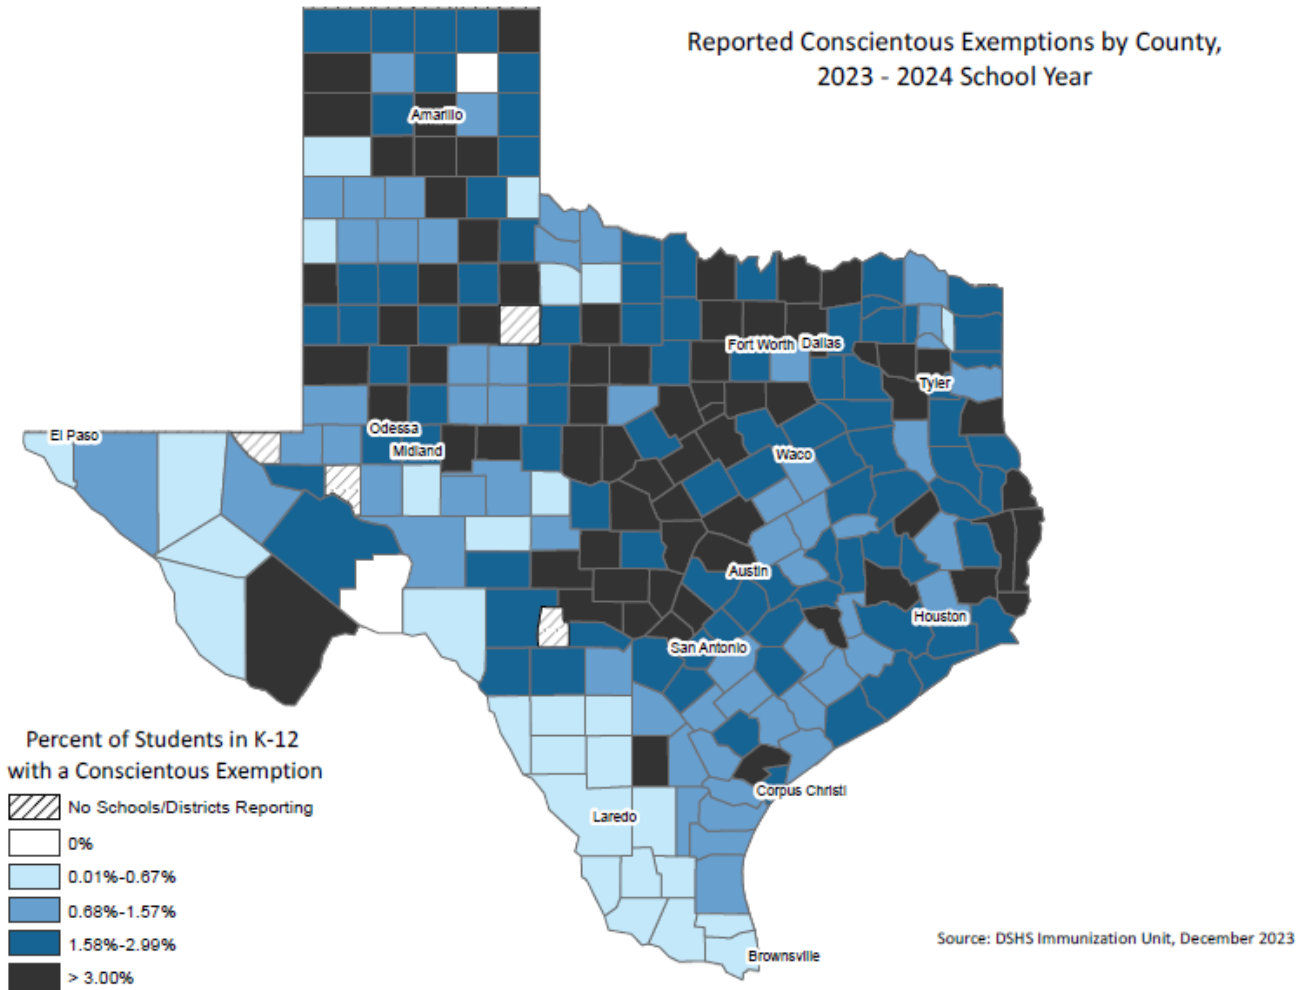 Reported Conscientous Exemptions by County,
2023 - 2024 School Year
Amarillo
Fort Worth
Dallas
Tyler
El Paso
Odessa
Midland
Waco
Austin
Houston
San Antonio
Percent of Students in K-12
with a Conscientous Exemption
No Schools/Districts Reporting
0%
0.01%-0.67%
0.68%-1.57%
1.58%-2.99%
> 3.00%
Corpus Christi
Laredo
Brownsville
Source: DSHS Immunization Unit, December 2023